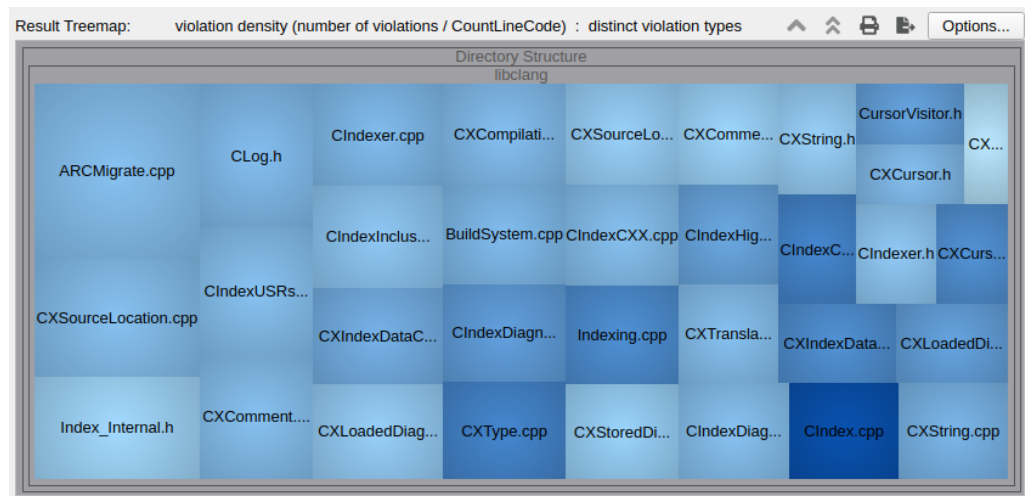 Result Treemap: violation density (number of violations / CountLineCode) : distinct violation types Options...
Directory Structure
libclang
ARCMigrate.cpp
CXSourceLocation.cpp
Index_Internal.h
CLog.h
CIndexUSRs...
CXComment....
CIndexer.cpp
CIndexInclus...
CXIndexDataC...
CXLoadedDiag...
CXCompilati...
BuildSystem.cpp
CIndexDiagn...
CXType.cpp
CXSourceLo...
CIndexCXX.cpp
Indexing.cpp
CXStoredDi...
CXComme...
CIndexHig...
CXTransla...
CIndexDiag...
CXString.h
CursorVisitor.h
CXCursor.h
CX...
CIndexC...
CIndexer.h
CXCurs...
CXIndexData...
CXLoadedDi...
CIndex.cpp
CXString.cpp